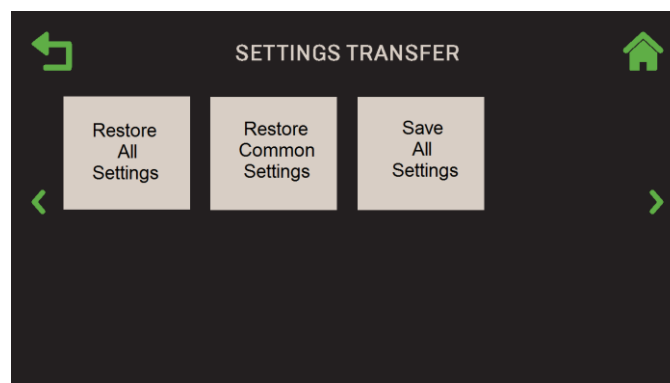 SETTINGS TRANSFER
Restore
All
Settings
Restore
Common
Settings
Save
All
Settings